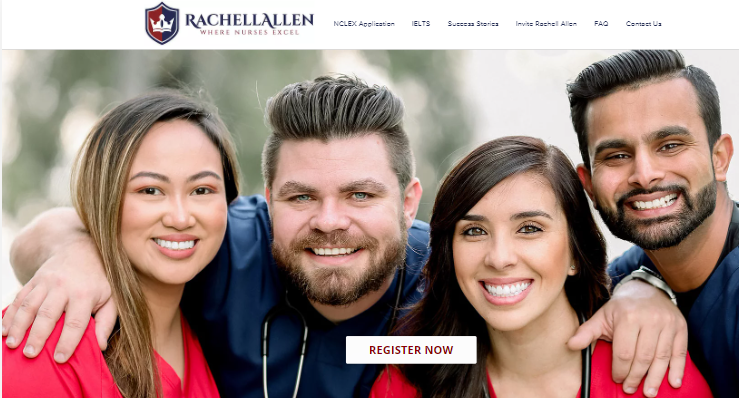 RACHELLALLEN
WHERE NURSES EXCEL
NCLEX Application IELTS Success Stories Invite Rachell Allen FAQ Contact Us
REGISTER NOW